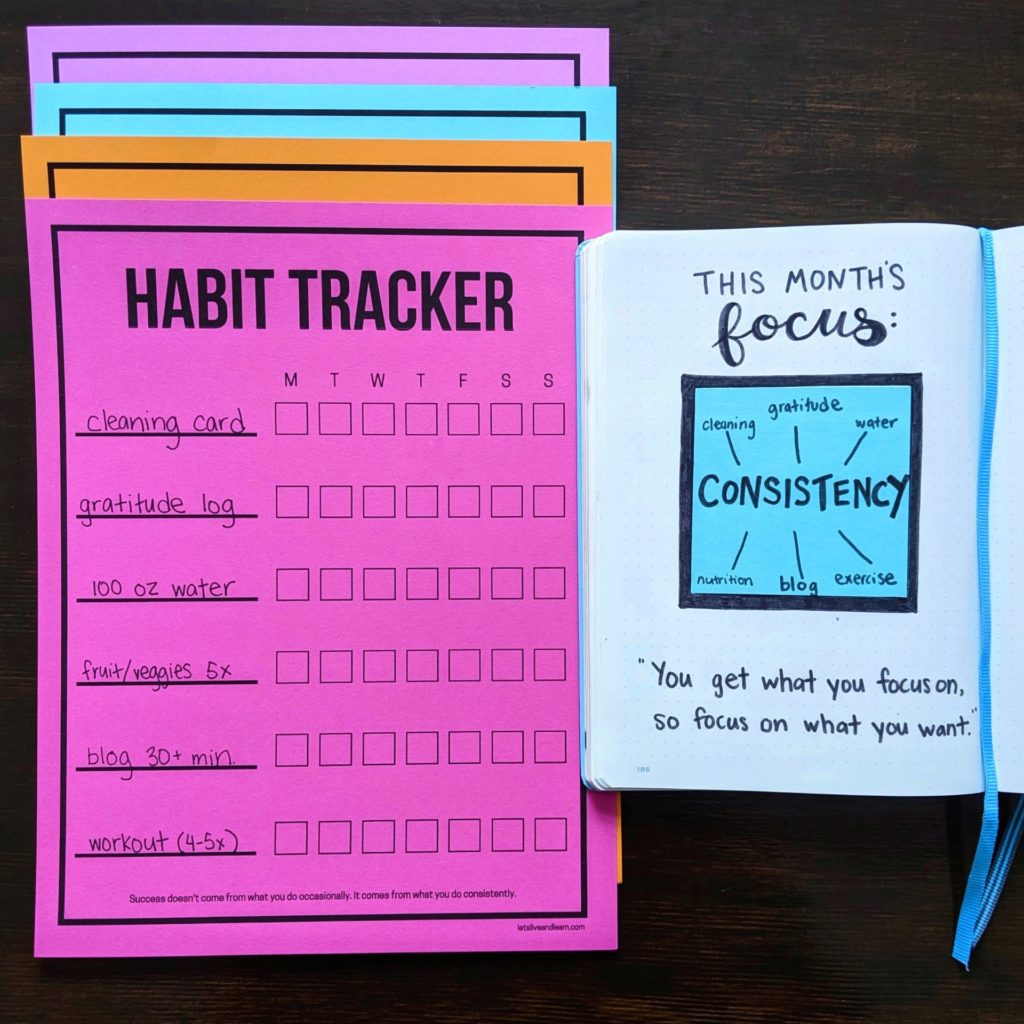 HABIT TRACKER
M T W T F S S
cleaning card
gratitude log
100 oz water
fruit/veggies 5x
blog 30+ min.
workout (4-5x)
Success doesn't come from what you do occasionally. It comes from what you do consistently.
letsliveandlearn.com
THIS MONTH'S
focus:
gratitude
cleaning water
CONSISTENCY
nutrition blog exercise
"You get what you focus on,
so focus on what you want."
186